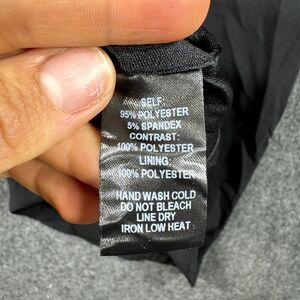 SELF:
95% POLYESTER
5% SPANDEX
CONTRAST:
100% POLYESTER
LINING:
100% POLYESTER
HAND WASH COLD
DO NOT BLEACH
LINE DRY
IRON LOW HEAT